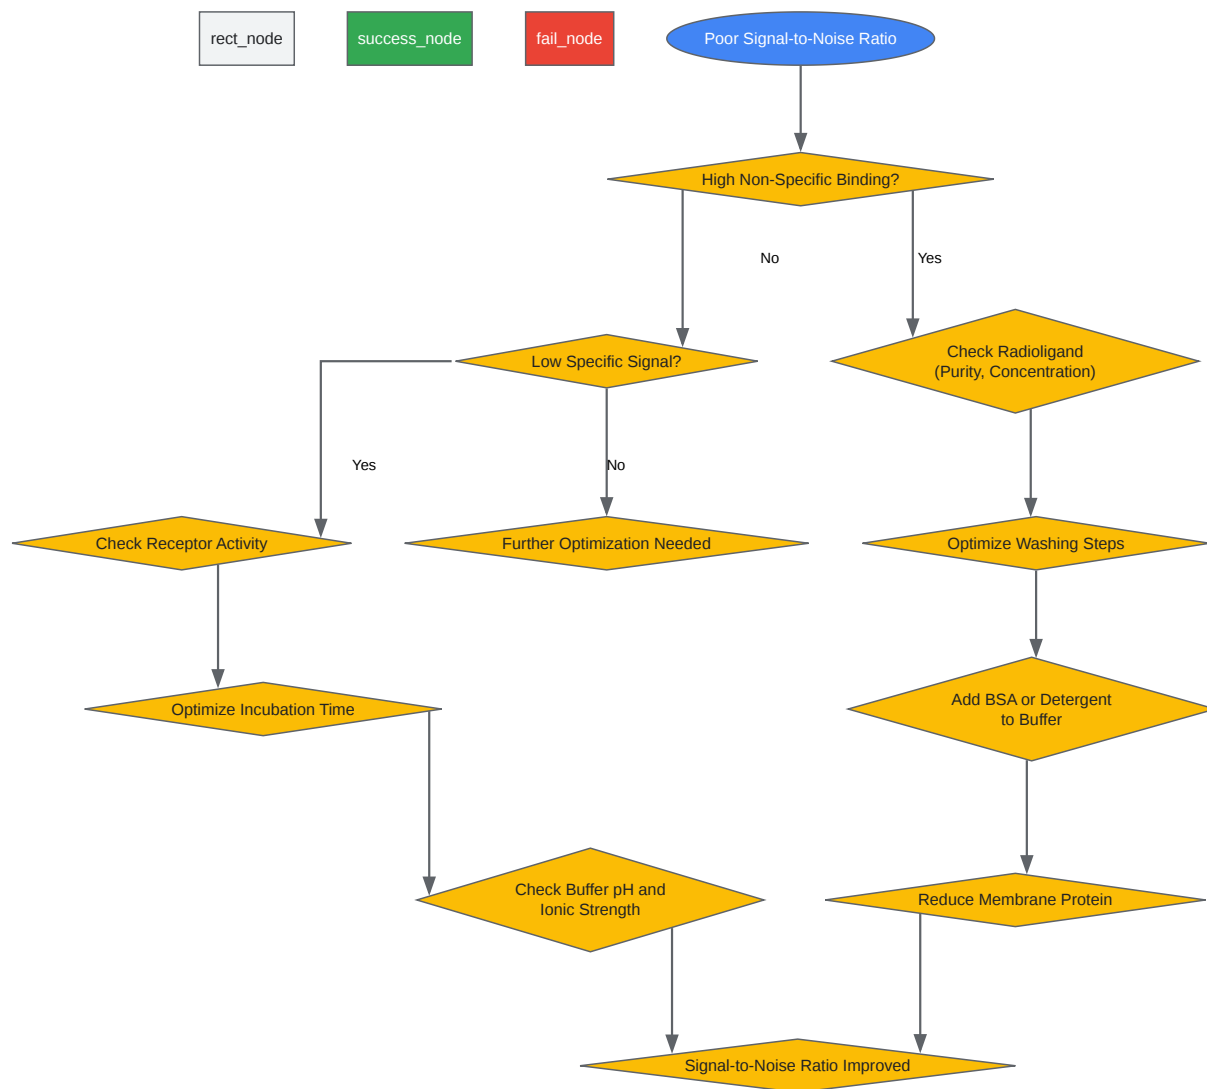 rect_node
success_node
fail_node
Poor Signal-to-Noise Ratio
High Non-Specific Binding?
No
Yes
Low Specific Signal?
Check Radioligand
(Purity, Concentration)
Yes
No
Check Receptor Activity
Further Optimization Needed
Optimize Washing Steps
Optimize Incubation Time
Add BSA or Detergent
to Buffer
Check Buffer pH and
Ionic Strength
Reduce Membrane Protein
Signal-to-Noise Ratio Improved